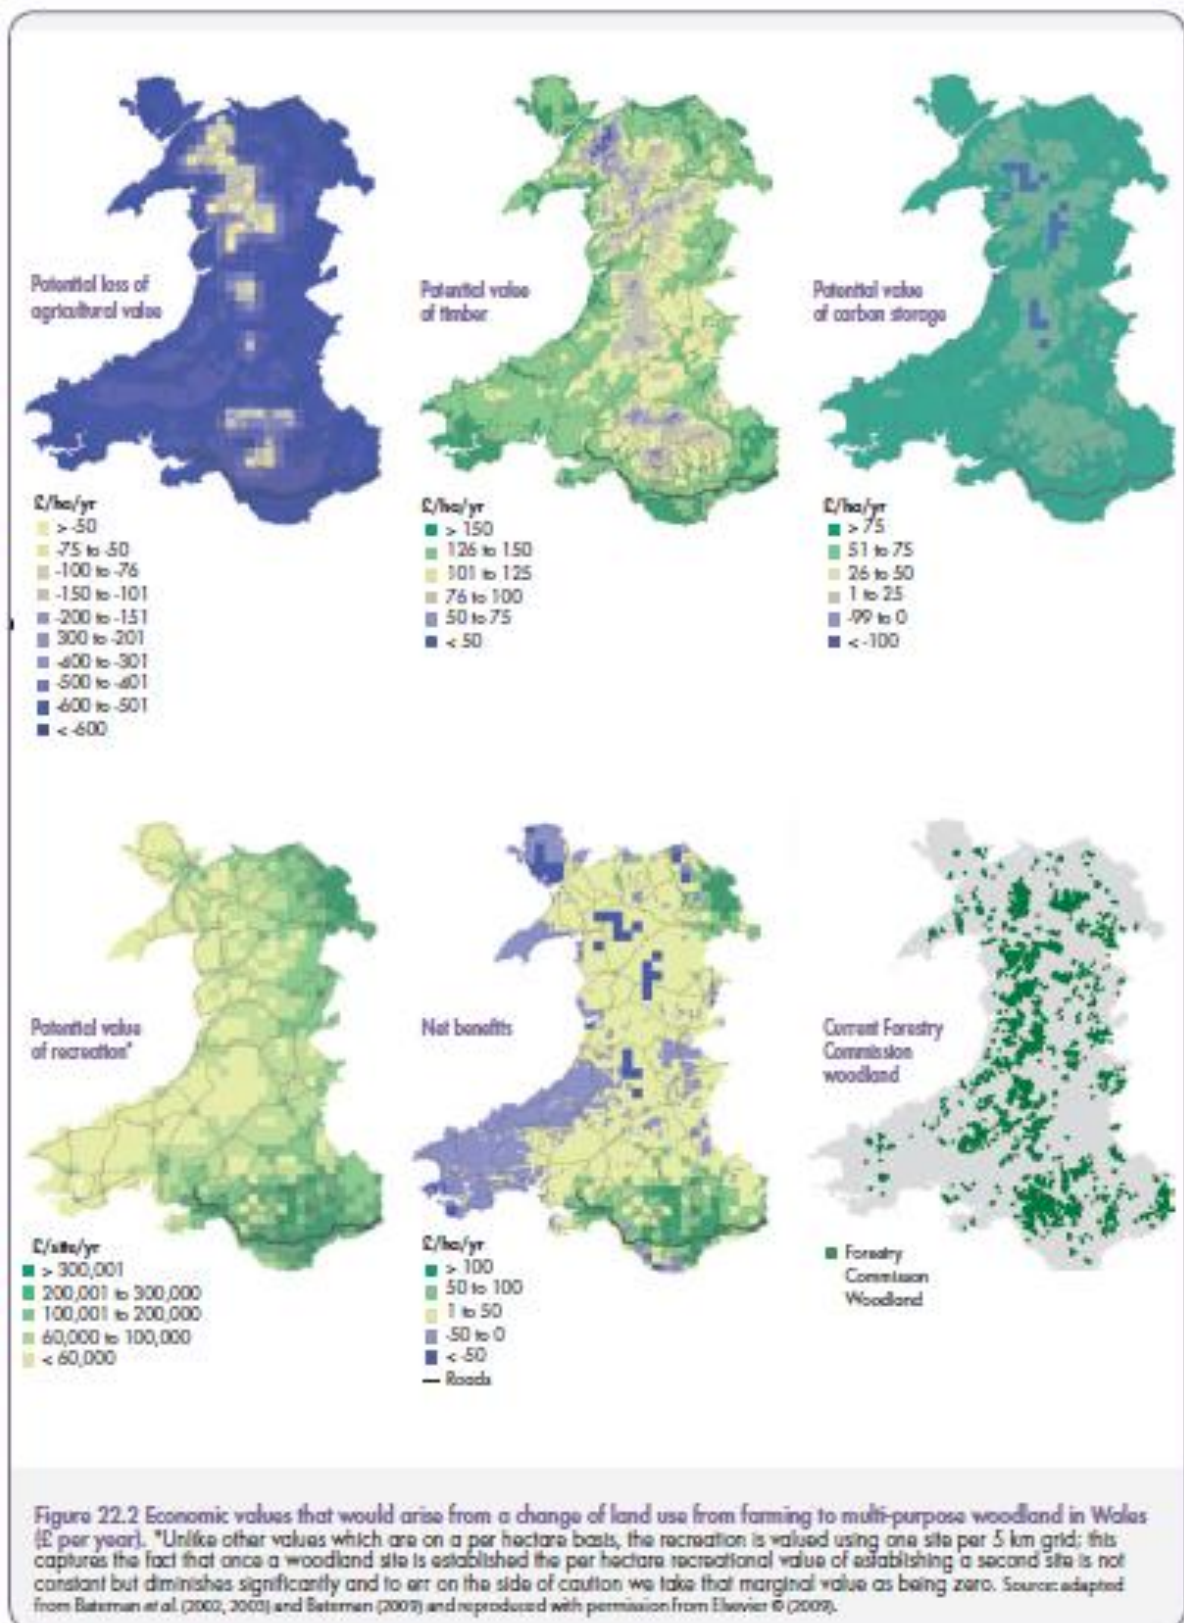 Potential loss of
agricultural value
£/ha/yr
> -50
-75 to -50
-100 to -76
-150 to -101
-200 to -151
300 to -201
-400 to -301
-500 to -401
-600 to -501
< -600
Potential value
of timber
£/ha/yr
> 150
126 to 150
101 to 125
76 to 100
50 to 75
< 50
Potential value
of carbon storage
£/ha/yr
> 75
51 to 75
26 to 50
1 to 25
-99 to 0
< -100
Potential value
of recreation*
£/site/yr
> 300,001
200,001 to 300,000
100,001 to 200,000
60,000 to 100,000
< 60,000
Net benefits
£/ha/yr
> 100
50 to 100
1 to 50
-50 to 0
< -50
Roads
Current Forestry
Commission
woodland
Forestry
Commission
Woodland
Figure 22.2 Economic values that would arise from a change of land use from farming to multi-purpose woodland in Wales
(£ per year). *Unlike other values which are on a per hectare basis, the recreation is valued using one site per 5 km grid; this
captures the fact that once a woodland site is established the per hectare recreational value of establishing a second site is not
constant but diminishes significantly and to err on the side of caution we take that marginal value as being zero. Source: adapted
from Bateman et al. (2002, 2003) and Bateman (2009) and reproduced with permission from Elsevier © (2009).